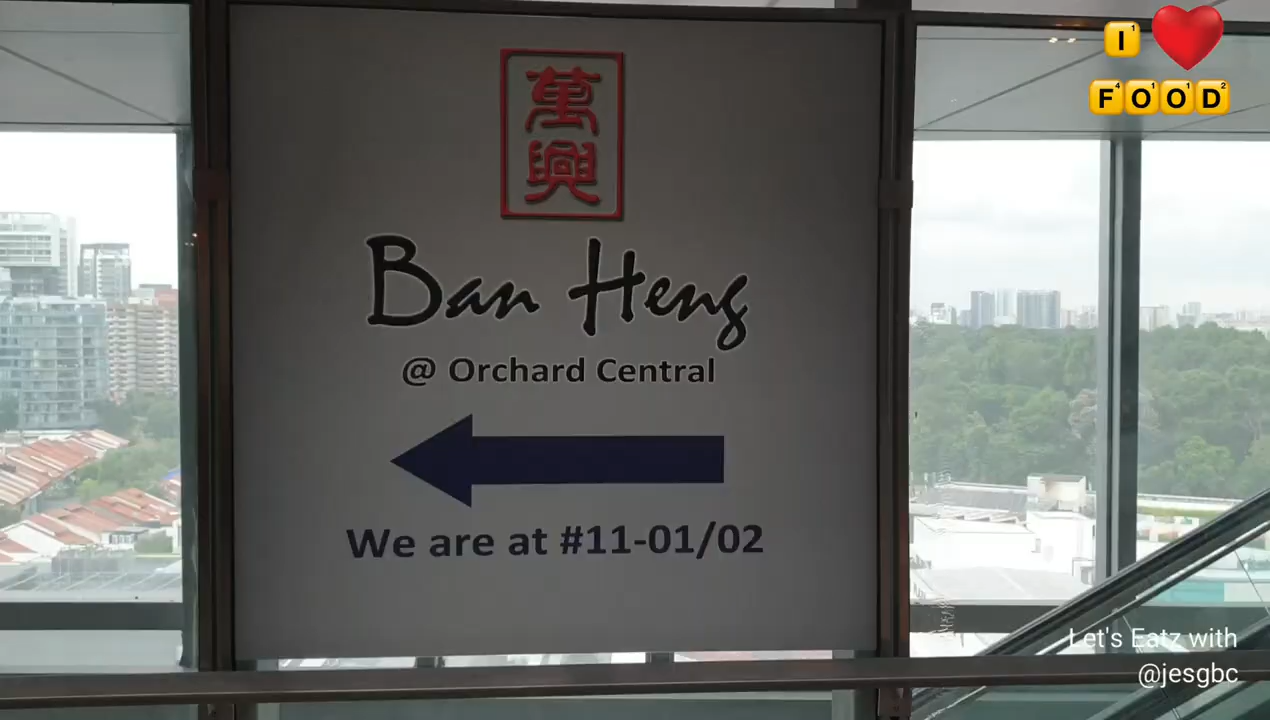 萬興
Ban Heng
@ Orchard Central
We are at #11-01/02
I ❤
FOOD
Let's Eatz with
@jesgbc